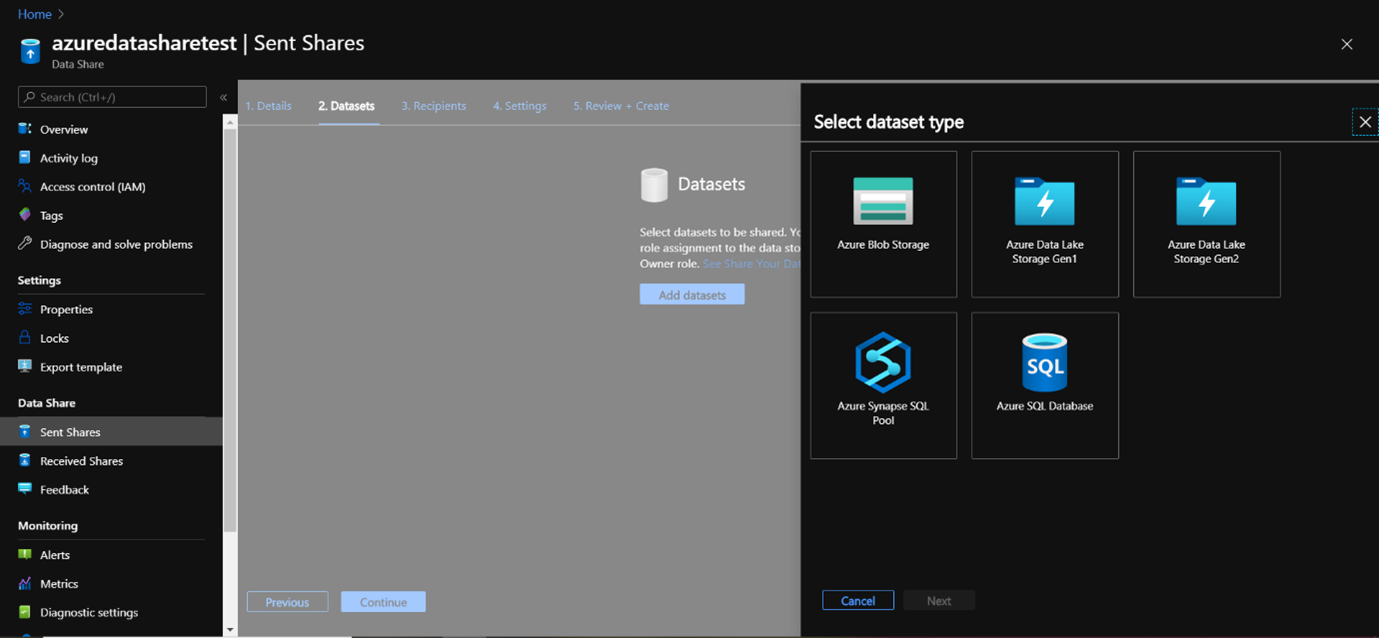 Home >
azuredatasharetest | Sent Shares
Data Share
Search (Ctrl+/)
«
Overview
Activity log
Access control (IAM)
Tags
Diagnose and solve problems
Settings
Properties
Locks
Export template
Data Share
Sent Shares
Received Shares
Feedback
Monitoring
Alerts
Metrics
Diagnostic settings
1. Details 2. Datasets 3. Recipients 4. Settings 5. Review + Create
Datasets
Select datasets to be shared.
role assignment to the data
Owner role. See Share Your
Add datasets
Previous Continue
Select dataset type
Azure Blob Storage
Azure Data Lake
Storage Gen1
Azure Data Lake
Storage Gen2
Azure Synapse SQL
Pool
SQL
Azure SQL Database
Cancel Next